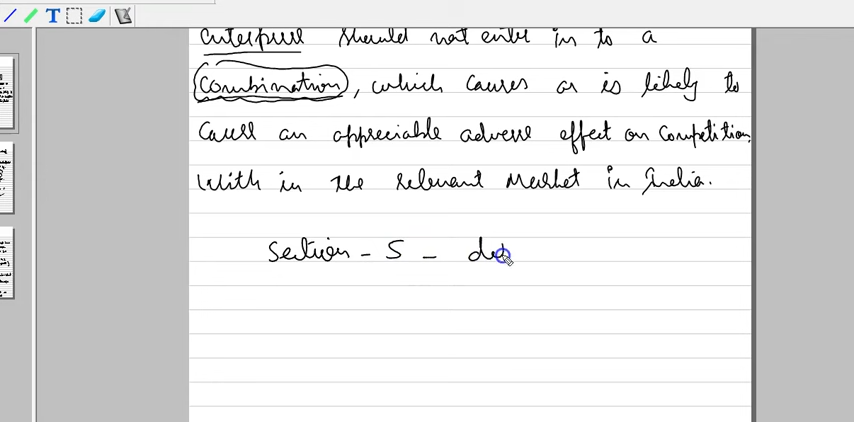 enterprise should not enter in to a
Combination, which causes or is likely to
cause an appreciable adverse effect on Competition
with in the relevant Market in India.
Section - 5 -